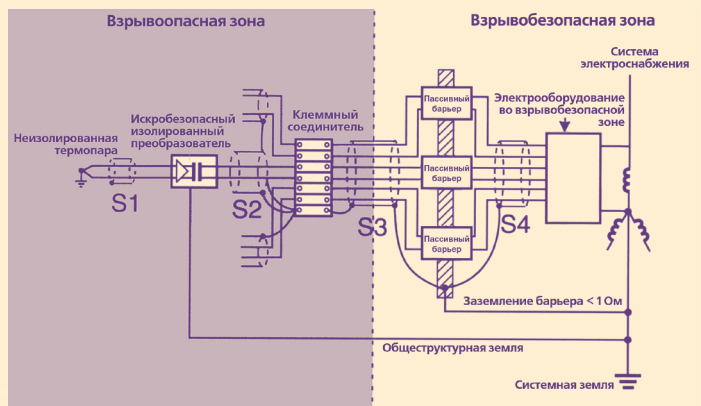 Взрывоопасная зона
Взрывобезопасная зона
Система
электроснабжения
Искробезопасный
изолированный
преобразователь
Клеммный
соединитель
Пассивный
барьер
Электрооборудование
во взрывобезопасной
зоне
Неизолированная
термопара
Пассивный
барьер
S1
S2
S3
S4
Пассивный
барьер
Заземление барьера < 1 Ом
Общеструктурная земля
Системная земля